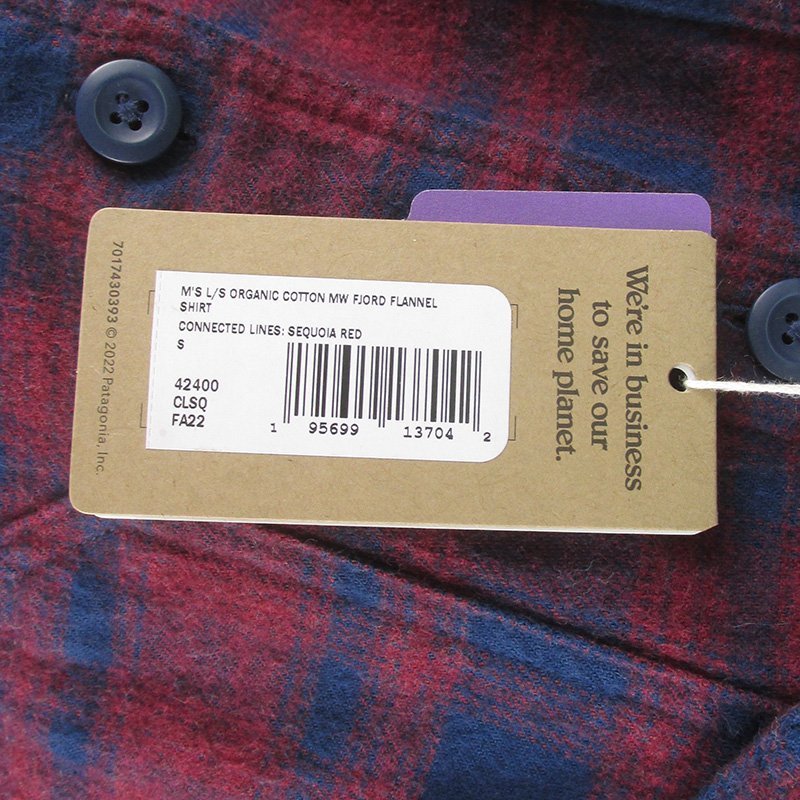 M'S L/S ORGANIC COTTON MW FJORD FLANNEL
SHIRT
CONNECTED LINES: SEQUOIA RED
S
42400
CLSQ
FA22
1 95699 13704 2
We're in business
to save our
home planet.
7017430393 © 2022 Patagonia, Inc.